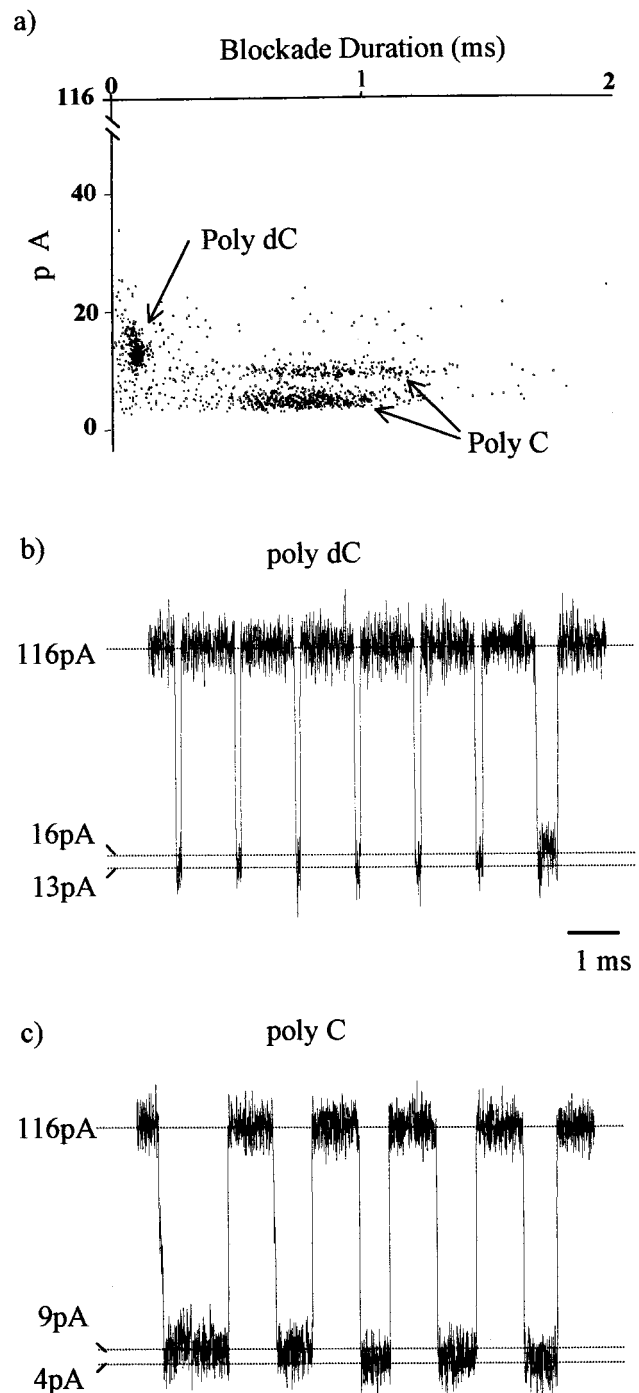 a)
Blockade Duration (ms)
0
1
2
116
40
20
0
p A
Poly dC
Poly C
b)
poly dC
116pA
16pA
13pA
1 ms
c)
poly C
116pA
9pA
4pA